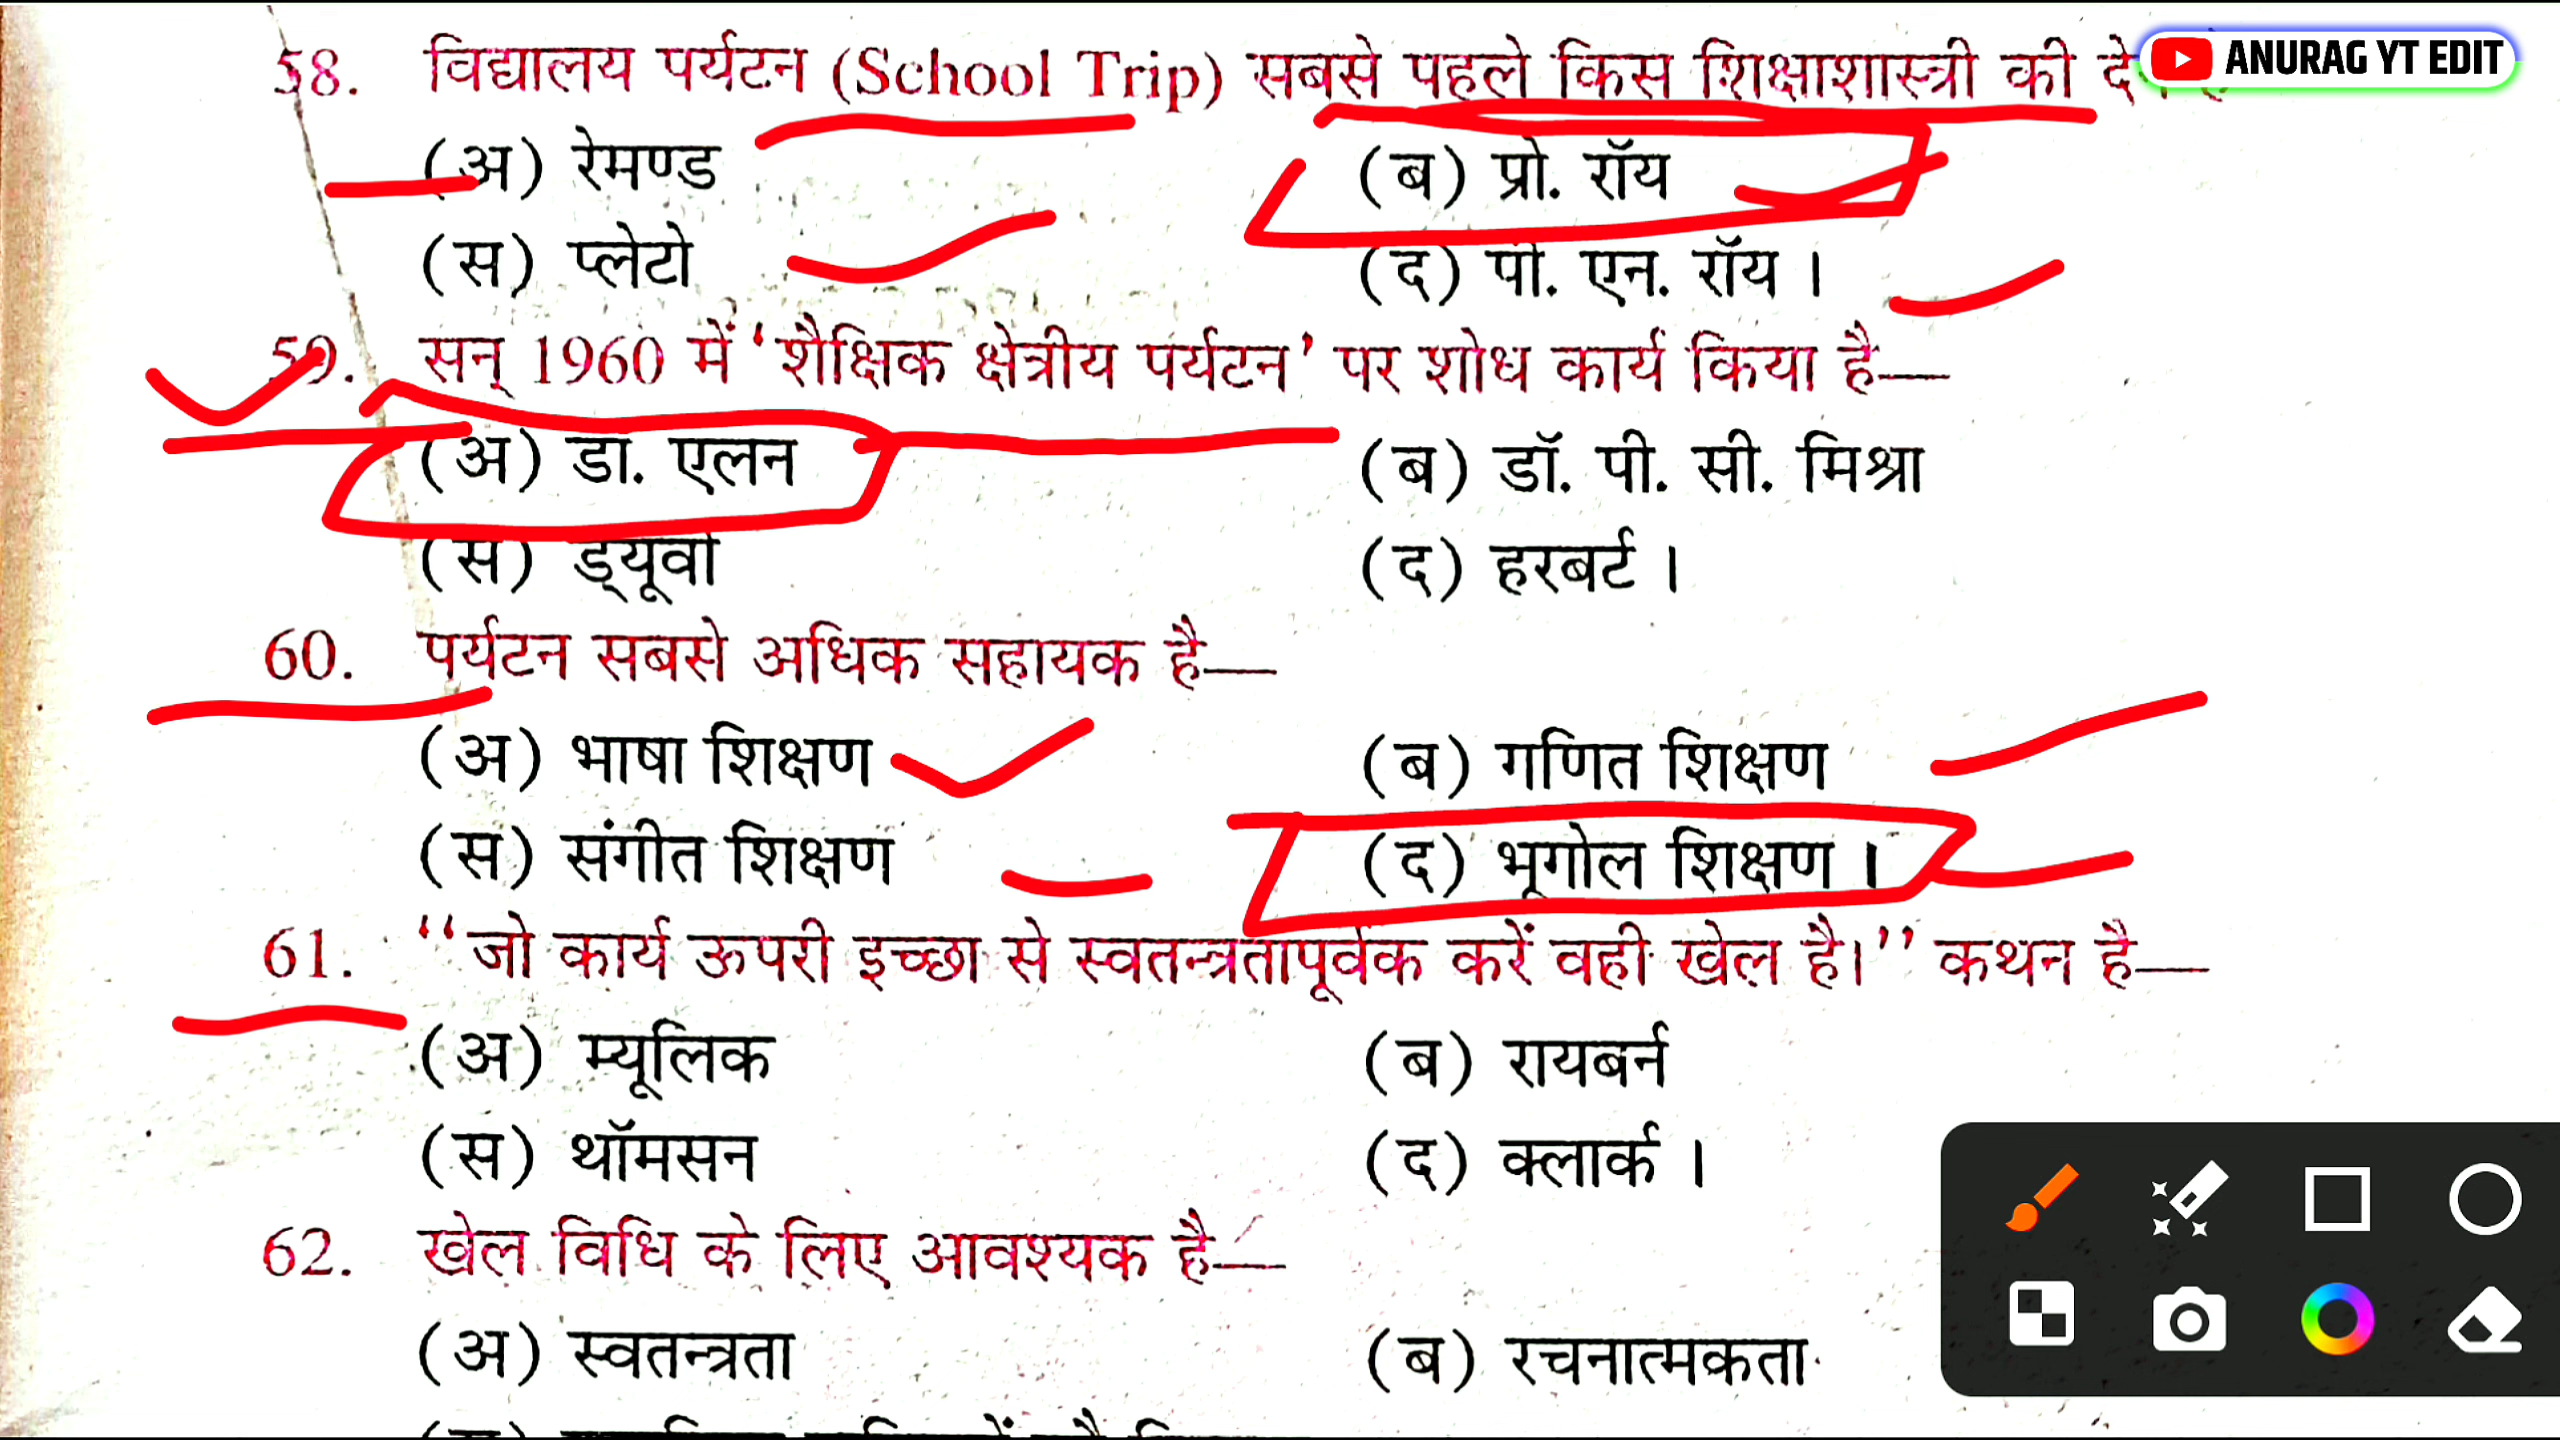 58. विद्यालय पर्यटन (School Trip) सबसे पहले किस शिक्षाशास्त्री की
ANURAG YT EDIT
(अ) रेमण्ड (ब) प्रो. रॉय
(स) प्लेटो (द) पी. एन. रॉय ।
59. सन् 1960 में ‘शैक्षिक क्षेत्रीय पर्यटन’ पर शोध कार्य किया है—
(अ) डा. एलन (ब) डॉ. पी. सी. मिश्रा
(स) ड्यूवी (द) हरबर्ट ।
60. पर्यटन सबसे अधिक सहायक है—
(अ) भाषा शिक्षण (ब) गणित शिक्षण
(स) संगीत शिक्षण (द) भूगोल शिक्षण ।
61. ‘‘जो कार्य ऊपरी इच्छा से स्वतन्त्रतापूर्वक करें वही खेल है।’’ कथन है—
(अ) म्यूलिक (ब) रायबर्न
(स) थॉमसन (द) क्लार्क ।
62. खेल विधि के लिए आवश्यक है—
(अ) स्वतन्त्रता (ब) रचनात्मकता